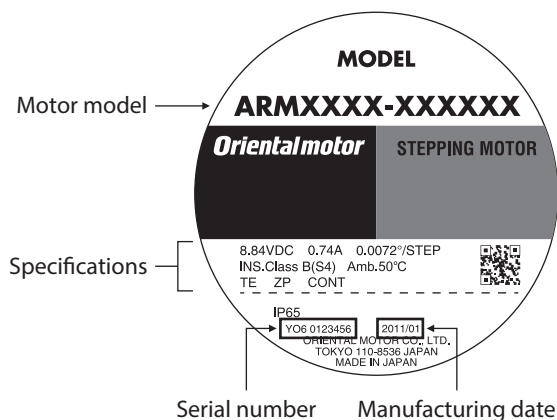 MODEL
Motor model
ARMXXXX-XXXXXX
Orientalmotor STEPPING MOTOR
8.84VDC 0.74A 0.0072°/STEP
Specifications
INS.Class B(S4) Amb.50℃
TE ZP CONT
IP65
YO6 0123456 2011/01
ORIENTAL MOTOR CO., LTD.
TOKYO 110-8536 JAPAN
MADE IN JAPAN
Serial number Manufacturing date